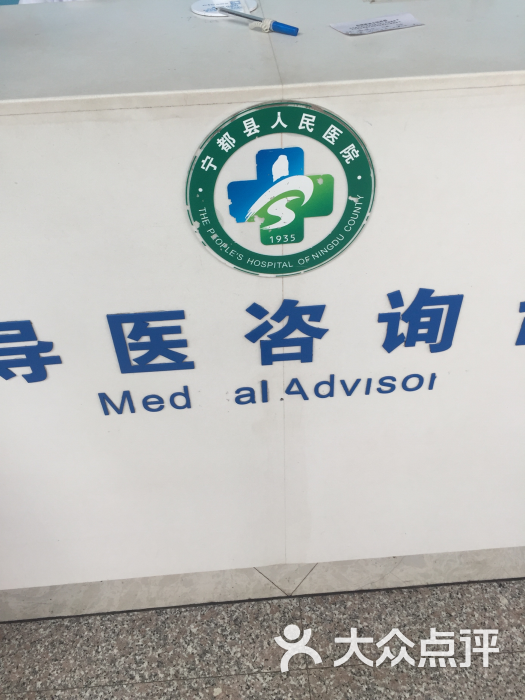 ·宁都县人民医院·
THE PEOPLE'S HOSPITAL OF NINGDU COUNTY
1935
导医咨询
Med al Advisor
大众点评